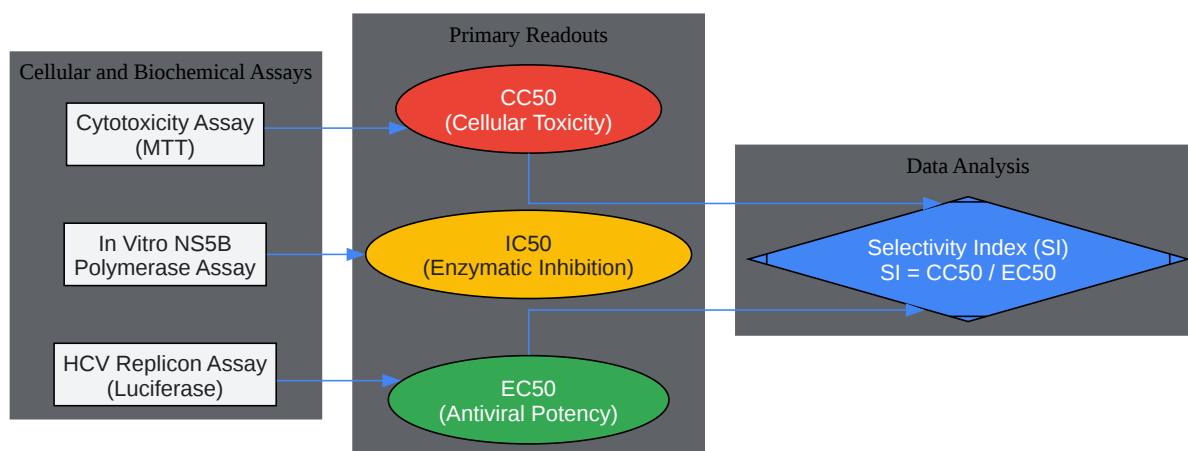 Cellular and Biochemical Assays
Cytotoxicity Assay
(MTT)
In Vitro NS5B
Polymerase Assay
HCV Replicon Assay
(Luciferase)
Primary Readouts
CC50
(Cellular Toxicity)
IC50
(Enzymatic Inhibition)
EC50
(Antiviral Potency)
Data Analysis
Selectivity Index (SI)
SI = CC50 / EC50